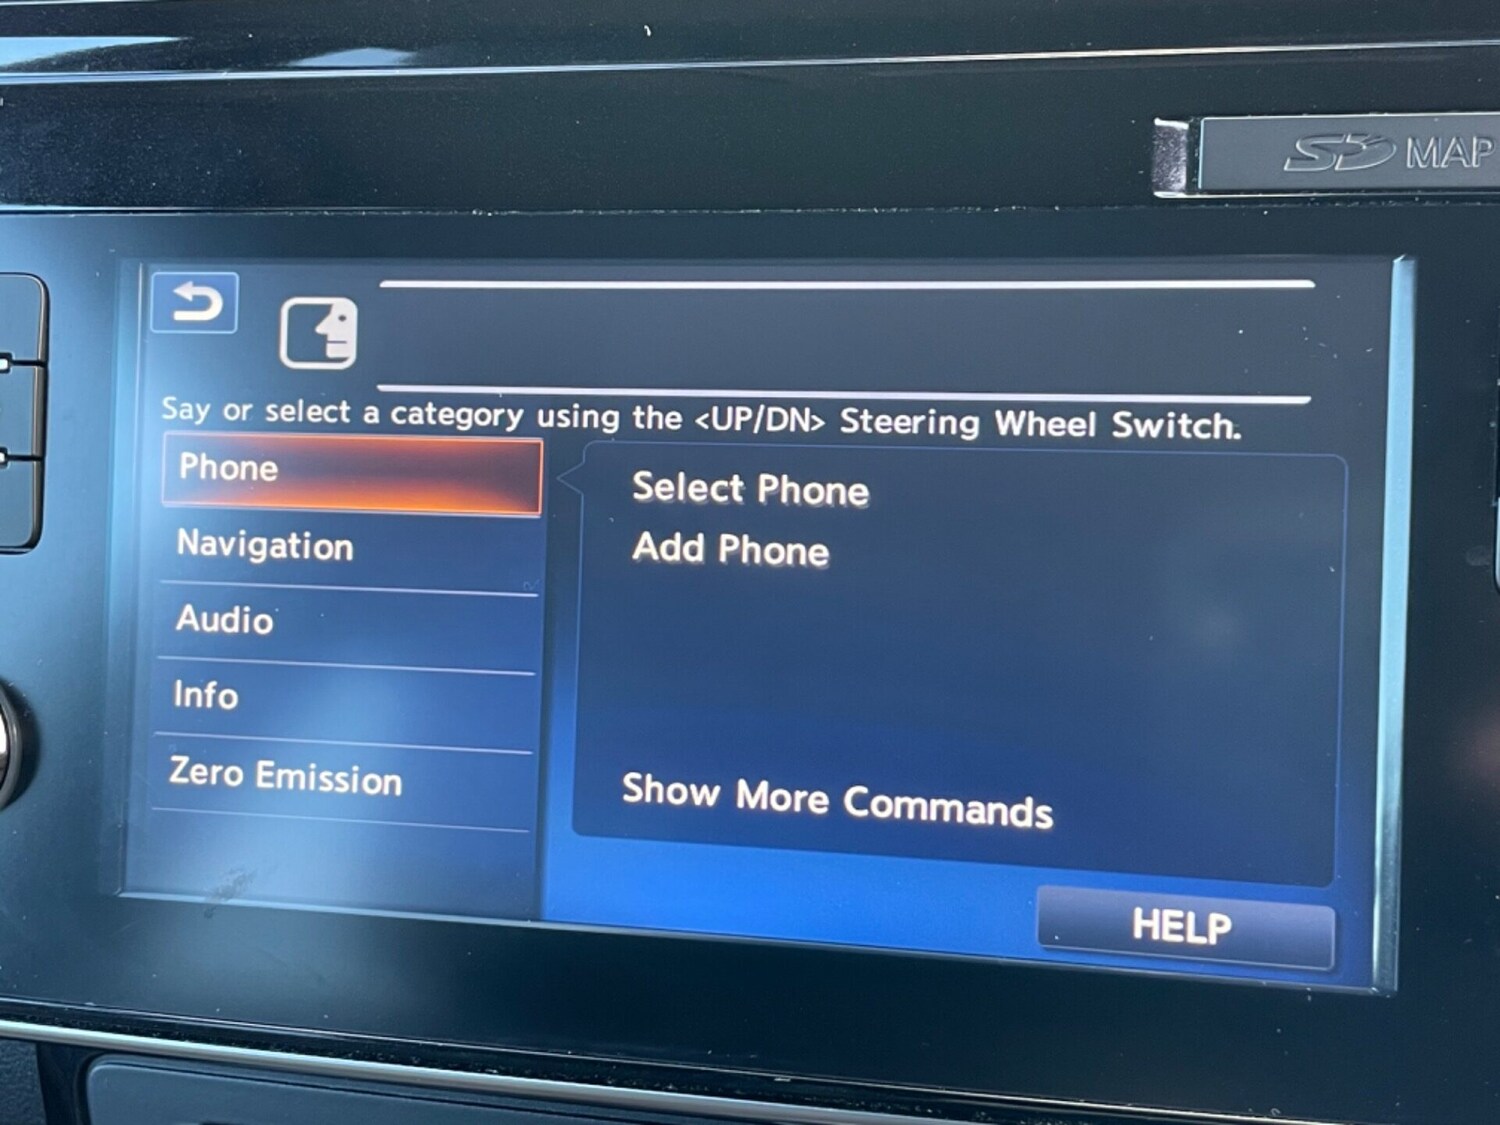 SD MAP
Say or select a category using the <UP/DN> Steering Wheel Switch.
Phone
Navigation
Audio
Info
Zero Emission
Select Phone
Add Phone
Show More Commands
HELP